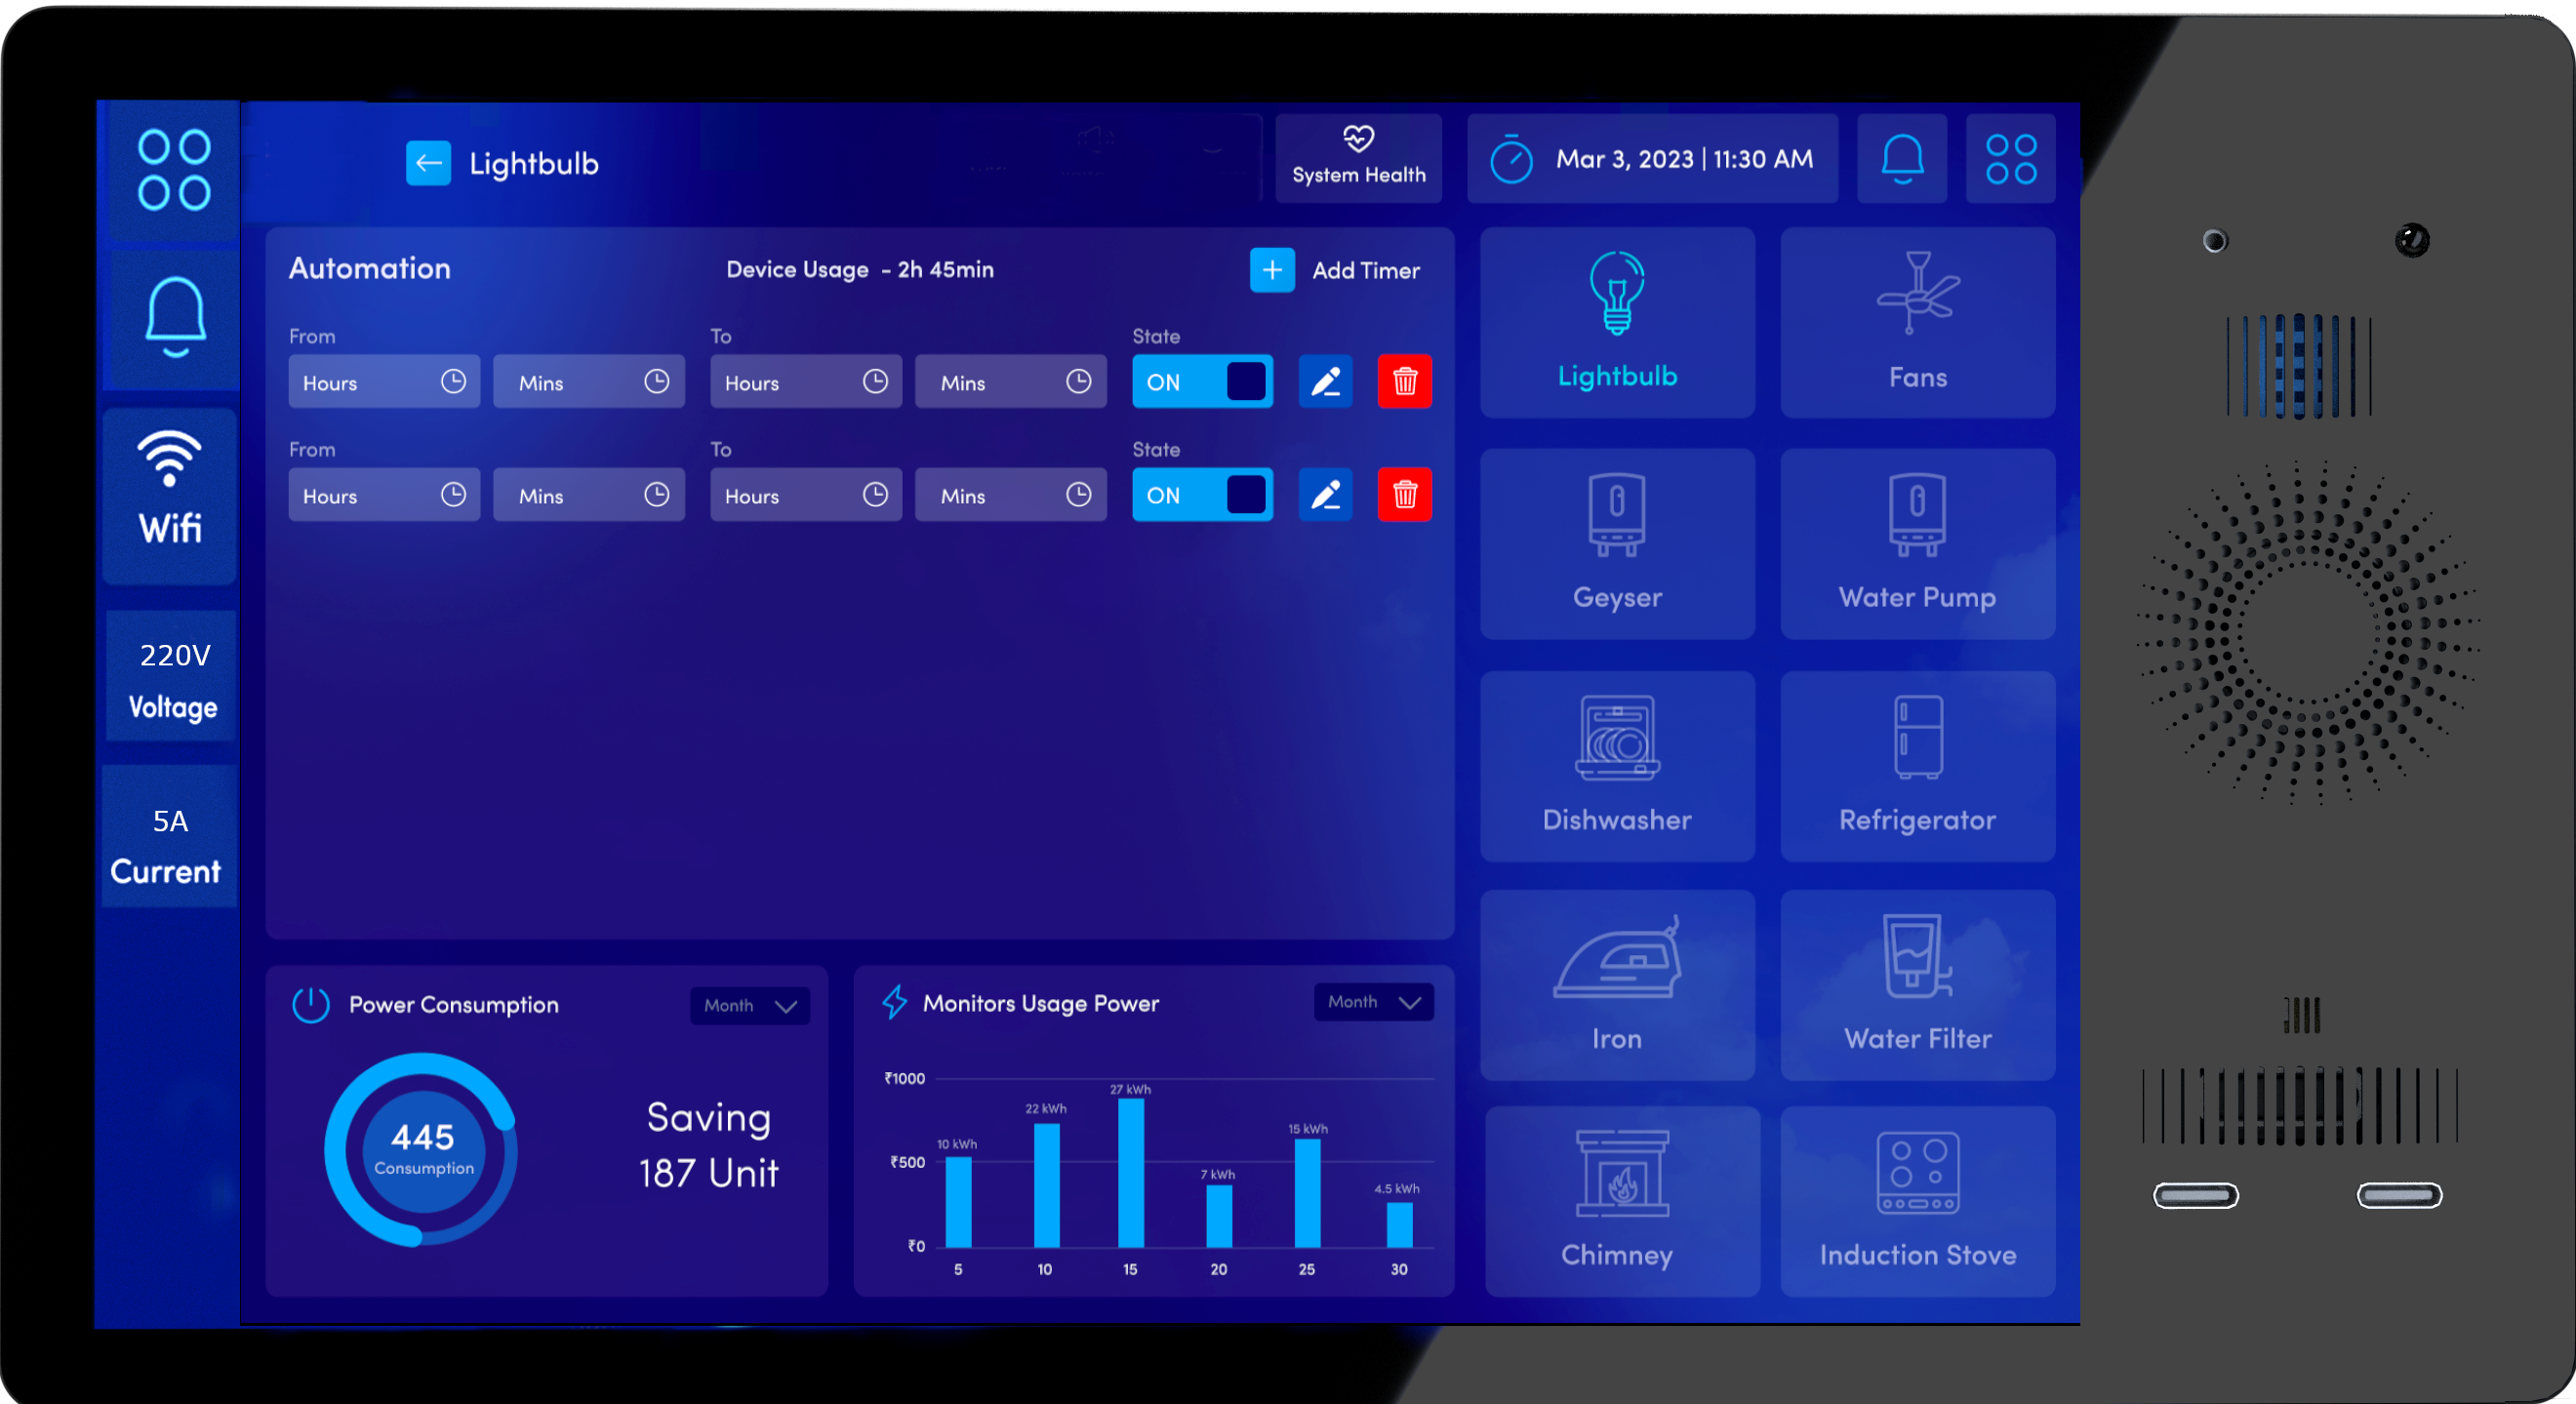 Lightbulb
System Health
Mar 3, 2023 | 11:30 AM
Wifi
220V
Voltage
5A
Current
Automation
Device Usage - 2h 45min
Add Timer
From To State
Hours Mins Hours Mins ON
From To State
Hours Mins Hours Mins ON
Power Consumption
Month
445
Consumption
Saving
187 Unit
Monitors Usage Power
Month
₹1000
₹500
₹0
10 kWh
22 kWh
27 kWh
7 kWh
15 kWh
4.5 kWh
5 10 15 20 25 30
Lightbulb
Fans
Geyser
Water Pump
Dishwasher
Refrigerator
Iron
Water Filter
Chimney
Induction Stove